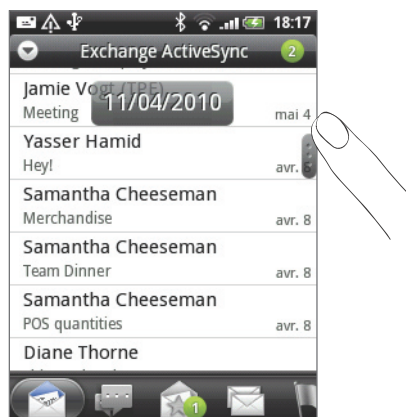 18:17
Exchange ActiveSync 2
Jamie Vogt (TPE)
11/04/2010
Meeting mai 4
Yasser Hamid
Hey! avr.
Samantha Cheeseman
Merchandise avr. 8
Samantha Cheeseman
Team Dinner avr. 8
Samantha Cheeseman
POS quantities avr. 8
Diane Thorne
1